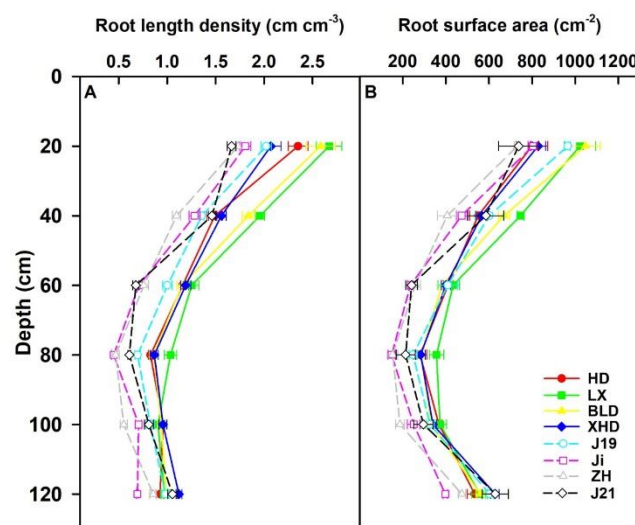 Root length density (cm cm⁻³)
Root surface area (cm⁻²)
0.5 1.0 1.5 2.0 2.5
200 400 600 800 1000 1200
A
B
Depth (cm)
0
20
40
60
80
100
120
HD
LX
BLD
XHD
J19
Ji
ZH
J21